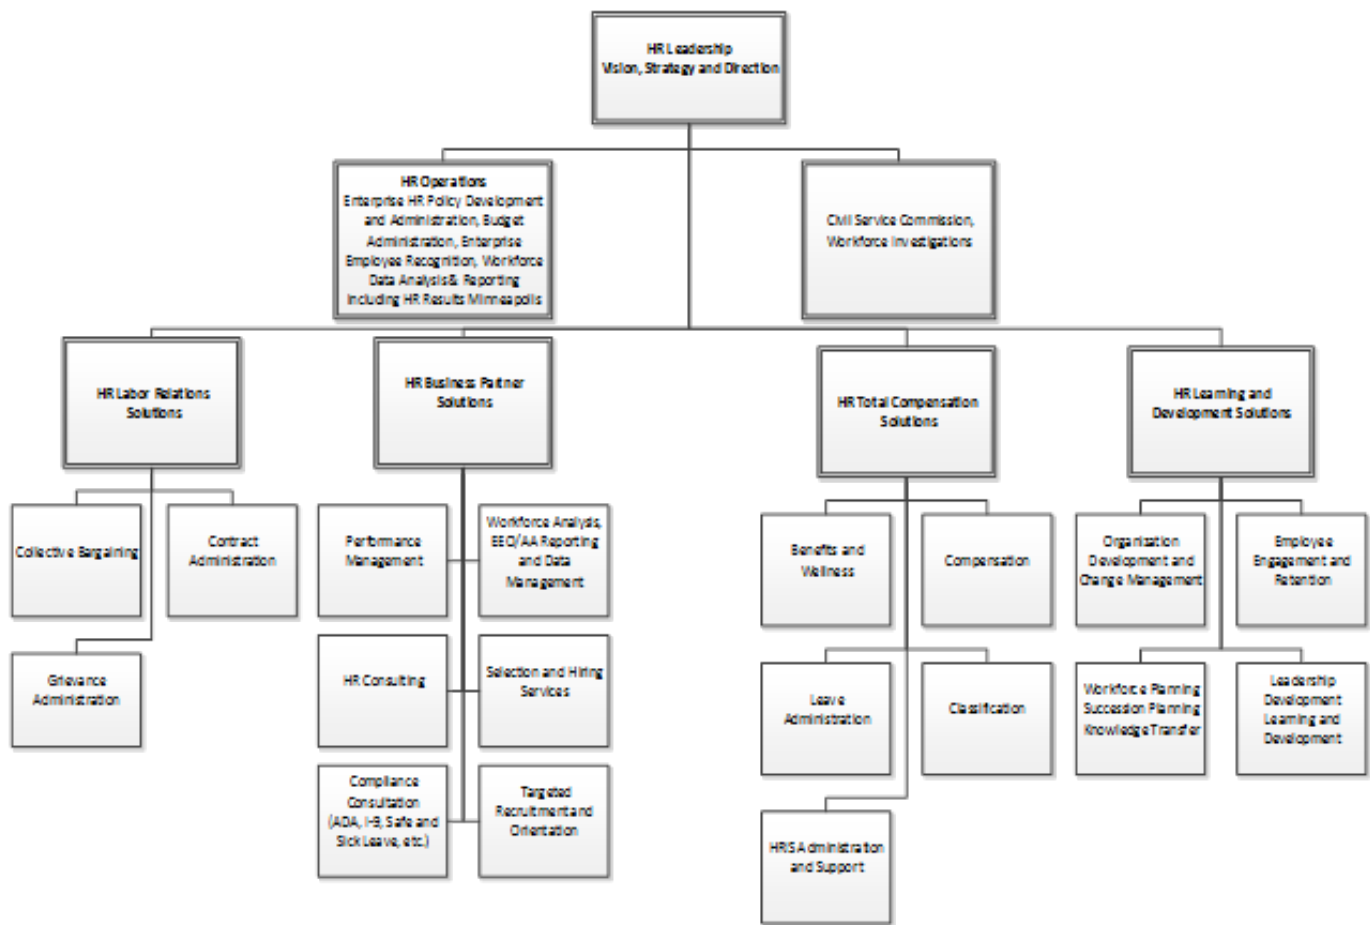 HR Leadership
Vision, Strategy and Direction
HR Operations
Enterprise HR Policy Development
and Administration, Budget
Administration, Enterprise
Employee Recognition, Workforce
Data Analysis & Reporting
Including HR Results Minneapolis
Civil Service Commission,
Workforce Investigations
HR Labor Relations
Solutions
HR Business Partner
Solutions
HR Total Compensation
Solutions
HR Learning and
Development Solutions
Collective Bargaining
Contract
Administration
Grievance
Administration
Performance
Management
Workforce Analysis,
EEO/AA Reporting
and Data
Management
HR Consulting
Selection and Hiring
Services
Compliance
Consultation
(ADA, I-9, Safe and
Sick Leave, etc.)
Targeted
Recruitment and
Orientation
Benefits and
Wellness
Compensation
Leave
Administration
Classification
HRIS Administration
and Support
Organization
Development and
Change Management
Employee
Engagement and
Retention
Workforce Planning
Succession Planning
Knowledge Transfer
Leadership
Development
Learning and
Development